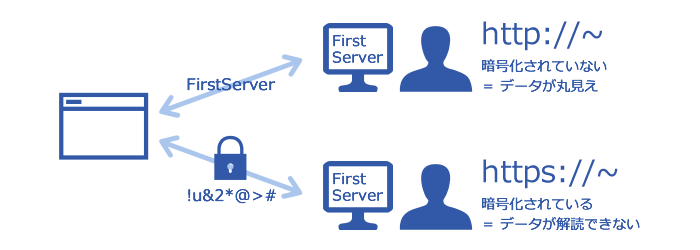 First
Server
http://~
暗号化されていない
= データが丸見え
FirstServer
!u&2*@>#
First
Server
https://~
暗号化されている
= データが解読できない